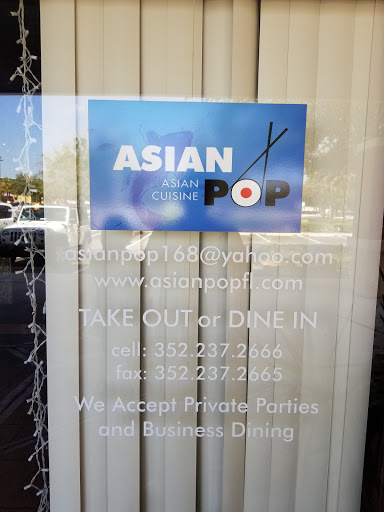 ASIAN
ASIAN
CUISINE
POP
asianpop168@yahoo.com
www.asianpopfl.com
TAKE OUT or DINE IN
cell: 352.237.2666
fax: 352.237.2665
We Accept Private Parties
and Business Dining